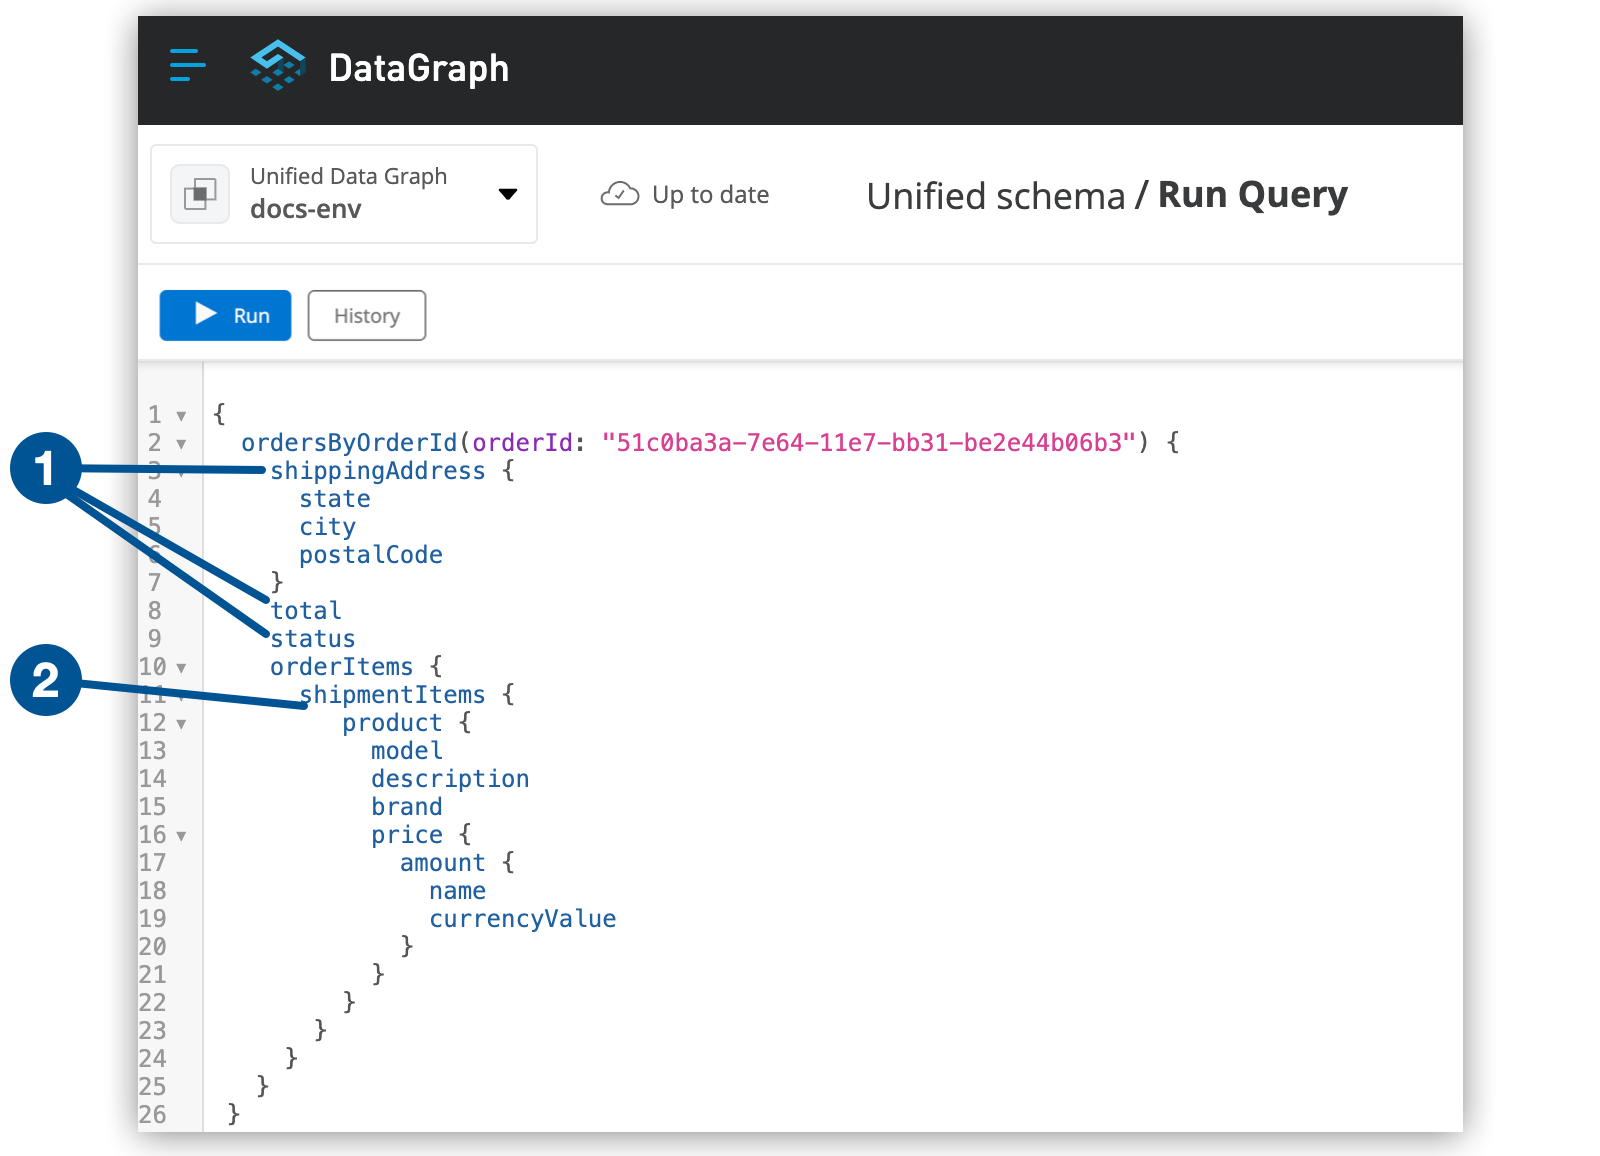 DataGraph
Unified Data Graph
docs-env
Up to date
Unified schema / Run Query
Run
History
1 {
2 ordersByOrderId(orderId: "51c0ba3a-7e64-11e7-bb31-be2e44b06b3") {
1
3 shippingAddress {
4 state
5 city
6 postalCode
7 }
8 total
9 status
10 orderItems {
2
11 shipmentItems {
12 product {
13 model
14 description
15 brand
16 price {
17 amount {
18 name
19 currencyValue
20 }
21 }
22 }
23 }
24 }
25 }
26 }